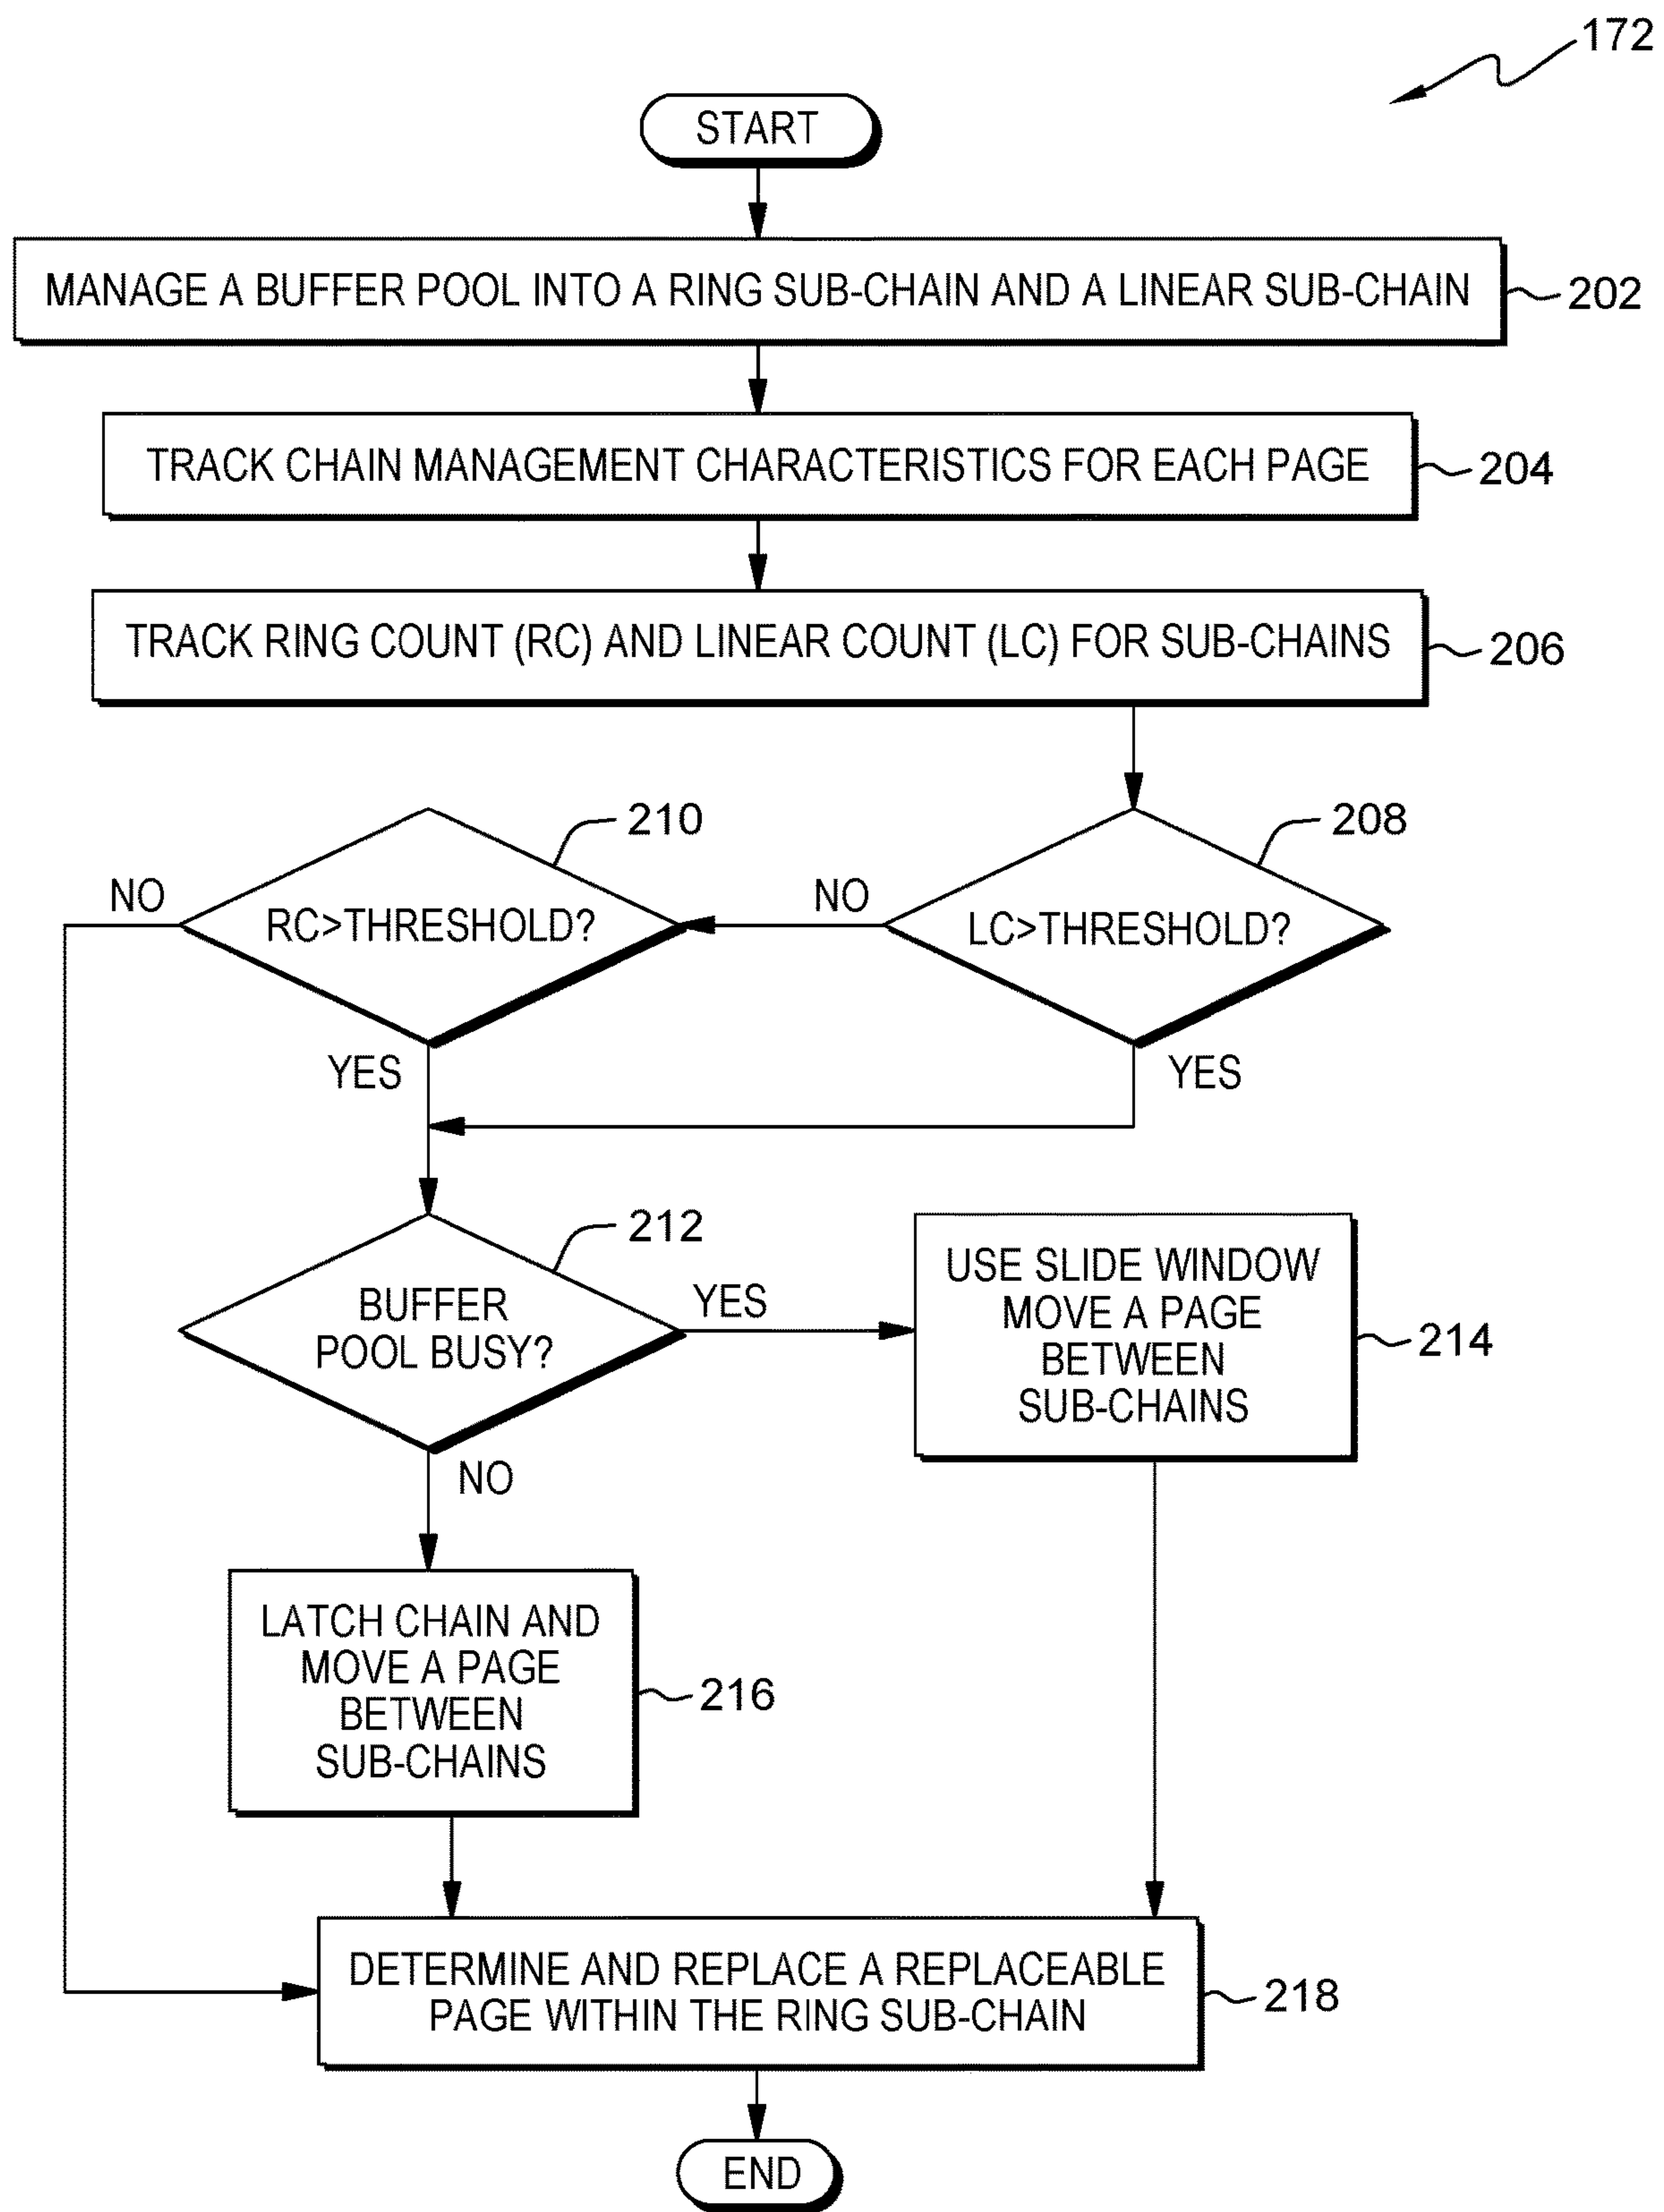 172
START
MANAGE A BUFFER POOL INTO A RING SUB-CHAIN AND A LINEAR SUB-CHAIN
202
TRACK CHAIN MANAGEMENT CHARACTERISTICS FOR EACH PAGE
204
TRACK RING COUNT (RC) AND LINEAR COUNT (LC) FOR SUB-CHAINS
206
210
208
NO
RC>THRESHOLD?
NO
LC>THRESHOLD?
YES
YES
212
BUFFER
POOL BUSY?
YES
USE SLIDE WINDOW
MOVE A PAGE
BETWEEN
SUB-CHAINS
214
NO
LATCH CHAIN AND
MOVE A PAGE
BETWEEN
SUB-CHAINS
216
DETERMINE AND REPLACE A REPLACEABLE
PAGE WITHIN THE RING SUB-CHAIN
218
END